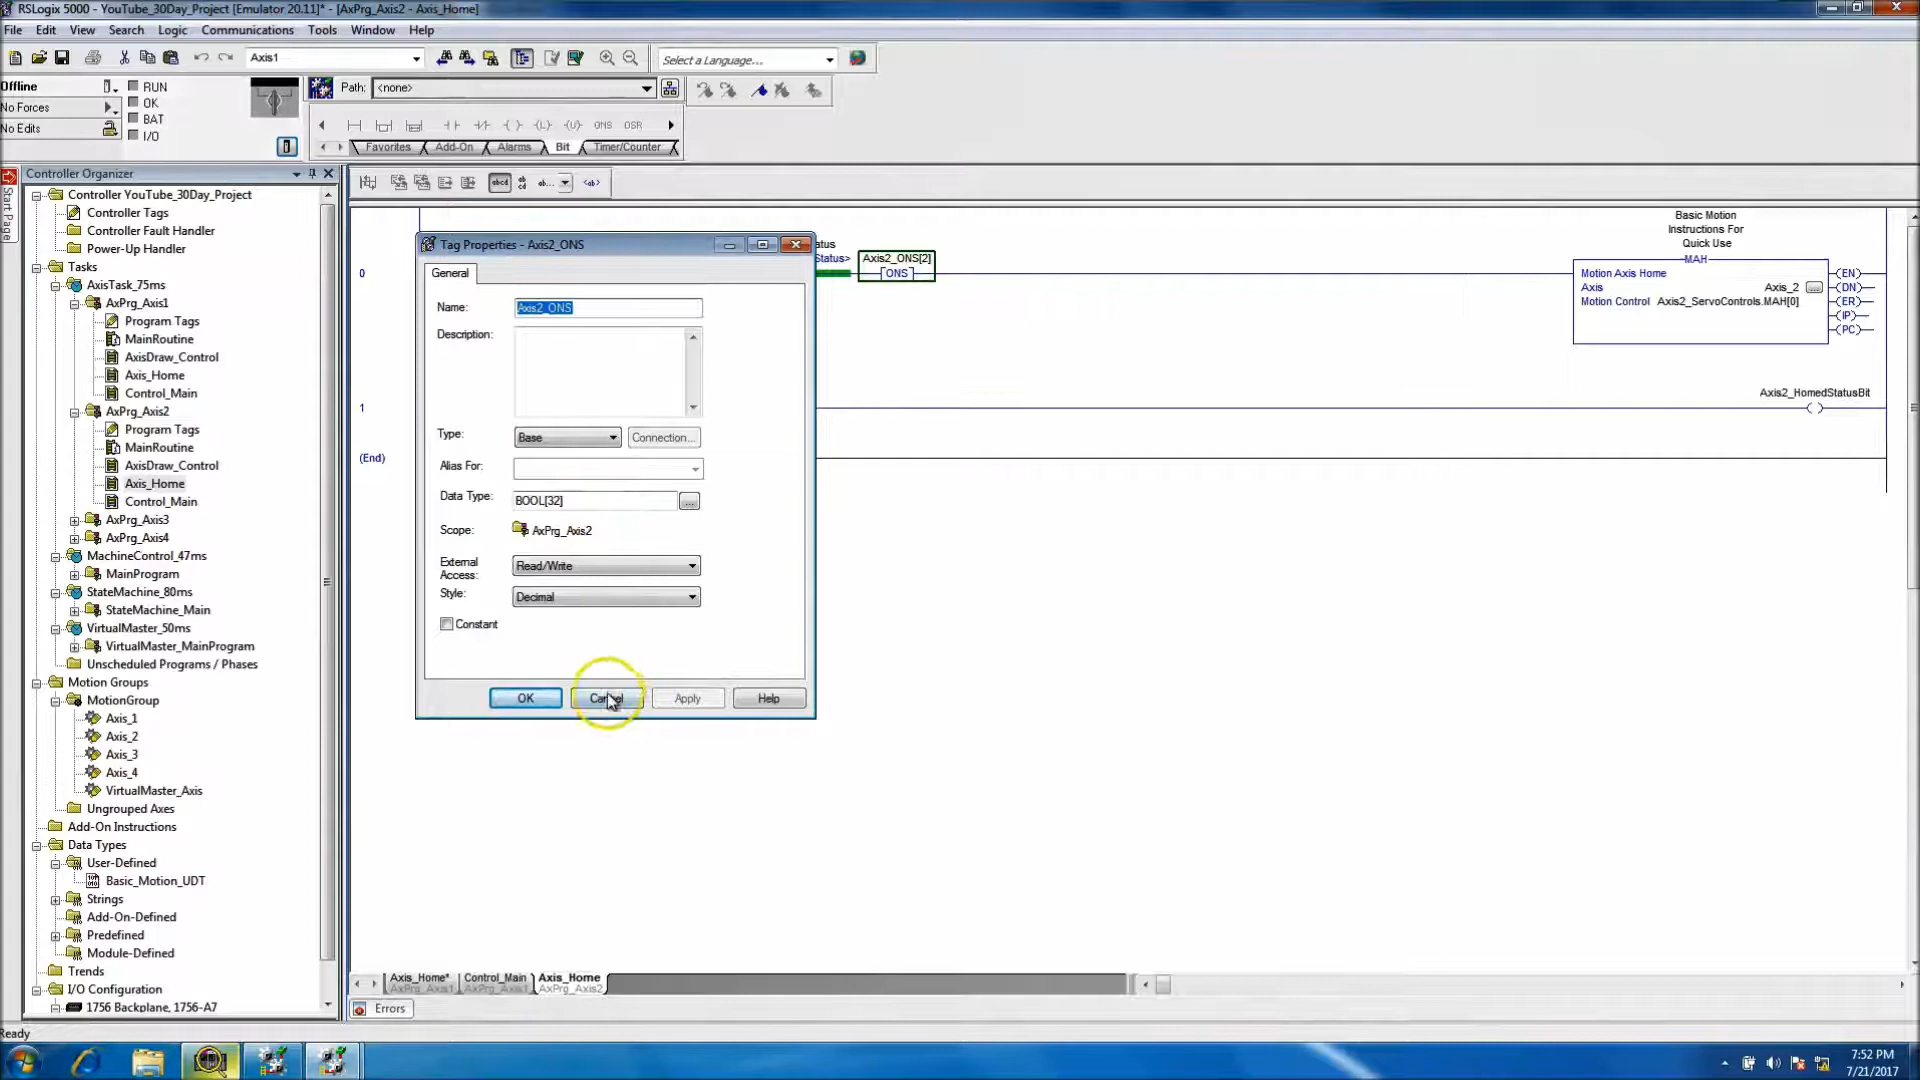 RSLogix 5000 - YouTube_30Day_Project [Emulator 20.11]* - [AxPrg_Axis2 - Axis_Home]
File Edit View Search Logic Communications Tools Window Help
Axis1
Select a Language...
Offline
RUN
No Forces
OK
No Edits
BAT
I/O
Path: <none>
ONS OSR
Favorites Add-On Alarms Bit Timer/Counter
Start Page
Controller Organizer
Controller YouTube_30Day_Project
Controller Tags
Controller Fault Handler
Power-Up Handler
Tasks
AxisTask_75ms
AxPrg_Axis1
Program Tags
MainRoutine
AxisDraw_Control
Axis_Home
Control_Main
AxPrg_Axis2
Program Tags
MainRoutine
AxisDraw_Control
Axis_Home
Control_Main
AxPrg_Axis3
AxPrg_Axis4
MachineControl_47ms
MainProgram
StateMachine_80ms
StateMachine_Main
VirtualMaster_50ms
VirtualMaster_MainProgram
Unscheduled Programs / Phases
Motion Groups
MotionGroup
Axis_1
Axis_2
Axis_3
Axis_4
VirtualMaster_Axis
Ungrouped Axes
Add-On Instructions
Data Types
User-Defined
Basic_Motion_UDT
Strings
Add-On-Defined
Predefined
Module-Defined
Trends
I/O Configuration
1756 Backplane, 1756-A7
Tag Properties - Axis2_ONS
General
Name: Axis2_ONS
Description:
Type: Base Connection...
Alias For:
Data Type: BOOL[32] ...
Scope: AxPrg_Axis2
External Access: Read/Write
Style: Decimal
Constant
OK Cancel Apply Help
0
atus
Status>
Axis2_ONS[2]
ONS
Basic Motion
Instructions For
Quick Use
MAH
Motion Axis Home
Axis Axis_2 ...
Motion Control Axis2_ServoControls.MAH[0]
(EN)
(DN)
(ER)
(IP)
(PC)
1
Axis2_HomedStatusBit
(End)
Axis_Home* Control_Main Axis_Home
AxPrg_Axis1 AxPrg_Axis1 AxPrg_Axis2
Errors
Ready
7:52 PM
7/21/2017